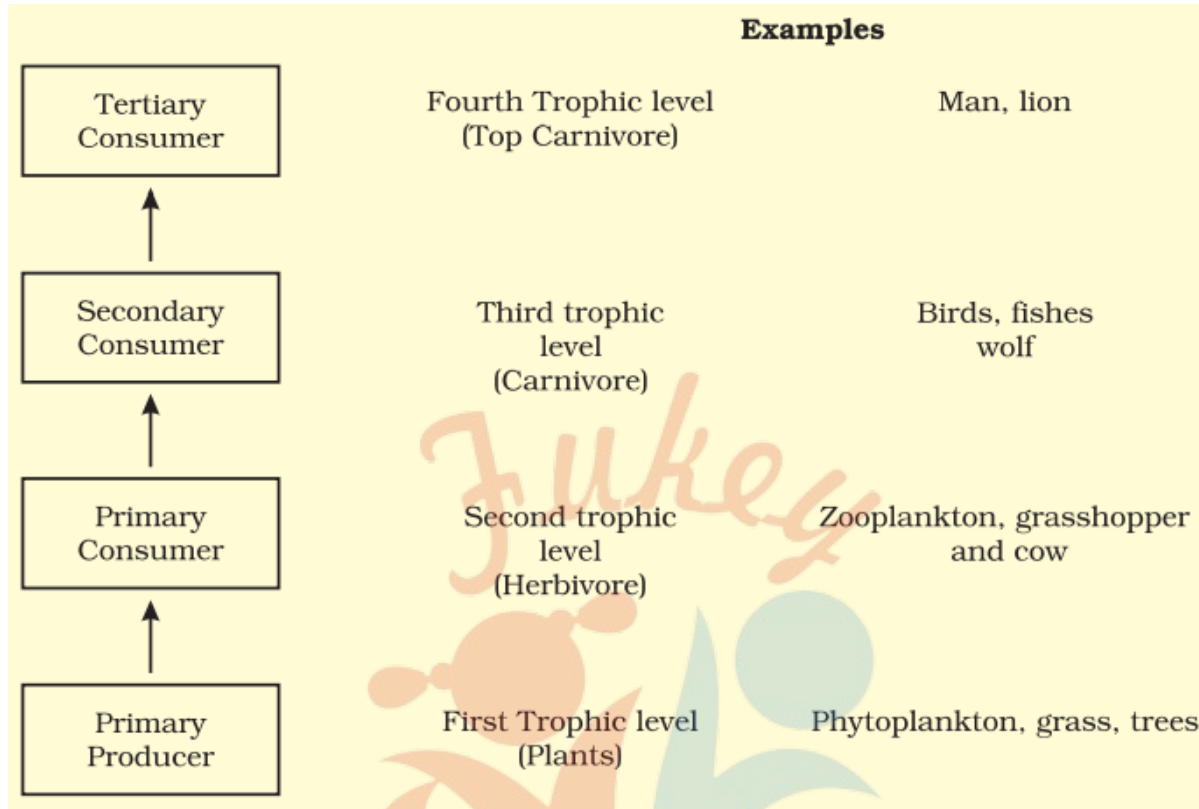 Examples
Tertiary
Consumer
Fourth Trophic level
(Top Carnivore)
Man, lion
Secondary
Consumer
Third trophic
level
(Carnivore)
Birds, fishes
wolf
Primary
Consumer
Second trophic
level
(Herbivore)
Zooplankton, grasshopper
and cow
Primary
Producer
First Trophic level
(Plants)
Phytoplankton, grass, trees
Fukey